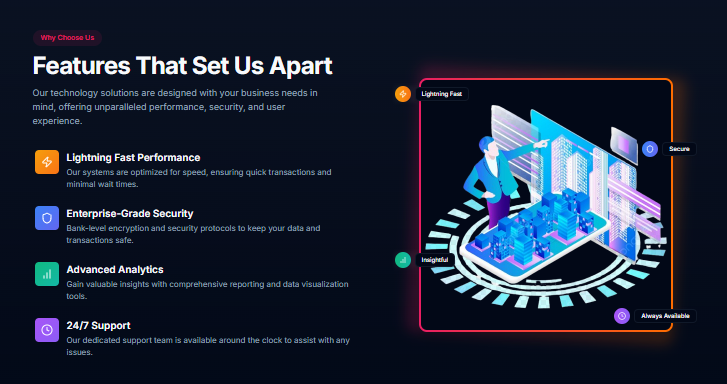 Why Choose Us
Features That Set Us Apart
Our technology solutions are designed with your business needs in
mind, offering unparalleled performance, security, and user
experience.
Lightning Fast Performance
Our systems are optimized for speed, ensuring quick transactions and
minimal wait times.
Enterprise-Grade Security
Bank-level encryption and security protocols to keep your data and
transactions safe.
Advanced Analytics
Gain valuable insights with comprehensive reporting and data visualization
tools.
24/7 Support
Our dedicated support team is available around the clock to assist with any
issues.
Lightning Fast
Secure
Insightful
Always Available